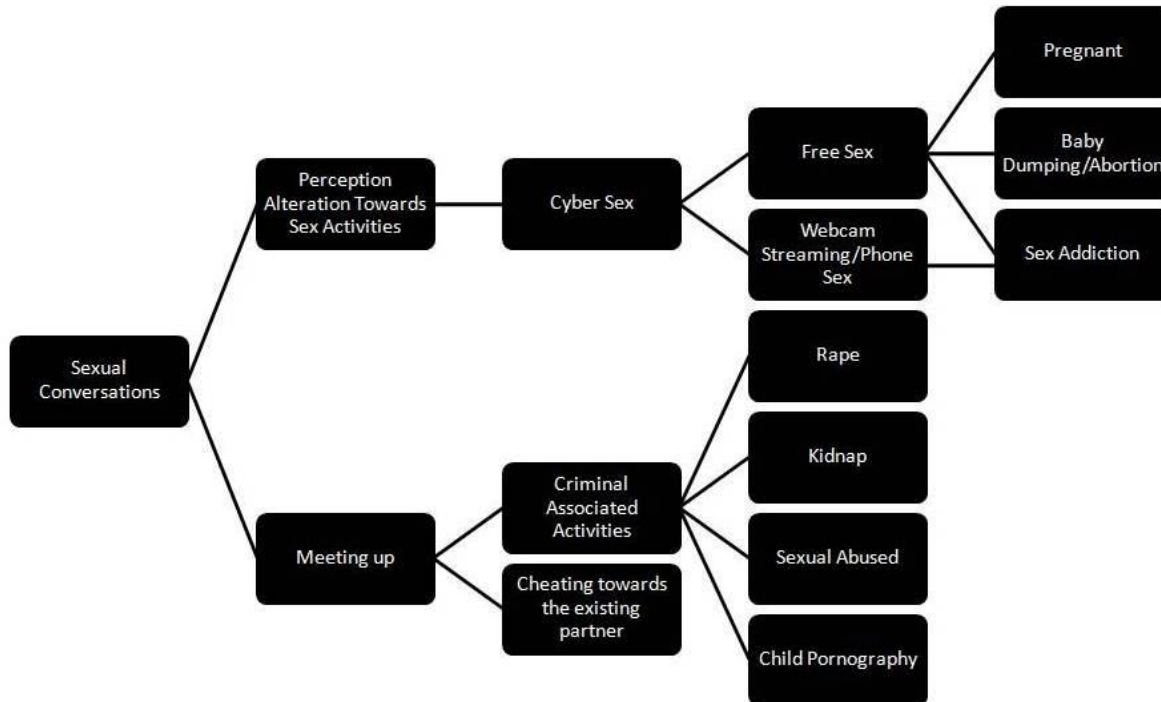 Sexual
Conversations
Perception
Alteration Towards
Sex Activities
Meeting up
Cyber Sex
Criminal
Associated
Activities
Cheating towards
the existing
partner
Free Sex
Webcam
Streaming/Phone
Sex
Rape
Kidnap
Sexual Abused
Child Pornography
Pregnant
Baby
Dumping/Abortion
Sex Addiction